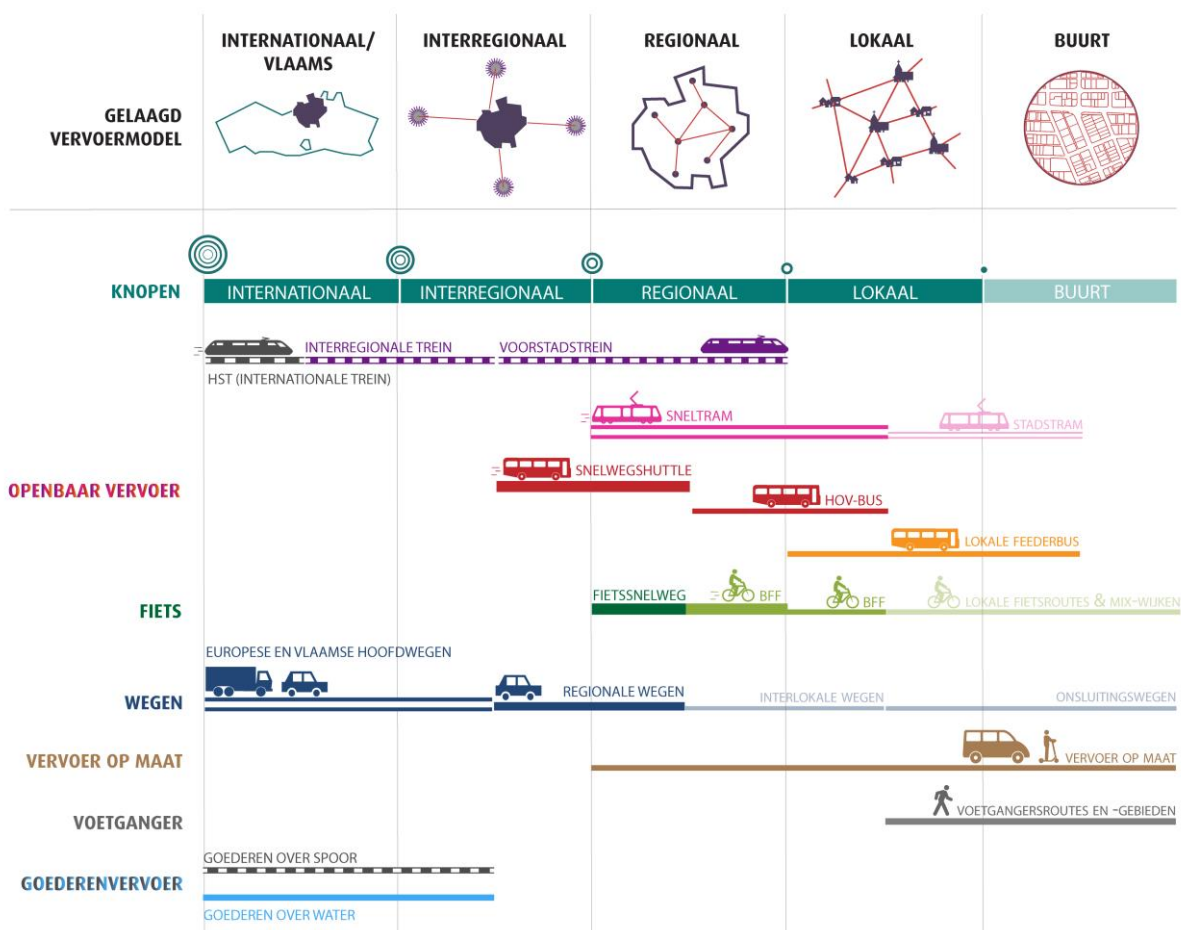 INTERNATIONAAL/
VLAAMS
INTERREGIONAAL
REGIONAAL
LOKAAL
BUURT
GELAAGD
VERVOERMODEL
KNOPEN
INTERNATIONAAL
INTERREGIONAAL
REGIONAAL
LOKAAL
BUURT
INTERREGIONALE TREIN
VOORSTADSTREIN
HST (INTERNATIONALE TREIN)
SNELTRAM
STADSTRAM
OPENBAAR VERVOER
SNELWEGSHUTTLE
HOV-BUS
LOKALE FEEDERBUS
FIETS
FIETSSNELWEG
BFF
BFF
LOKALE FIETSROUTES & MIX-WIJKEN
WEGEN
EUROPESE EN VLAAMSE HOOFDWEGEN
REGIONALE WEGEN
INTERLOKALE WEGEN
ONSLUITINGSWEGEN
VERVOER OP MAAT
VERVOER OP MAAT
VOETGANGER
VOETGANGERSROUTES EN -GEBIEDEN
GOEDERENVERVOER
GOEDEREN OVER SPOOR
GOEDEREN OVER WATER